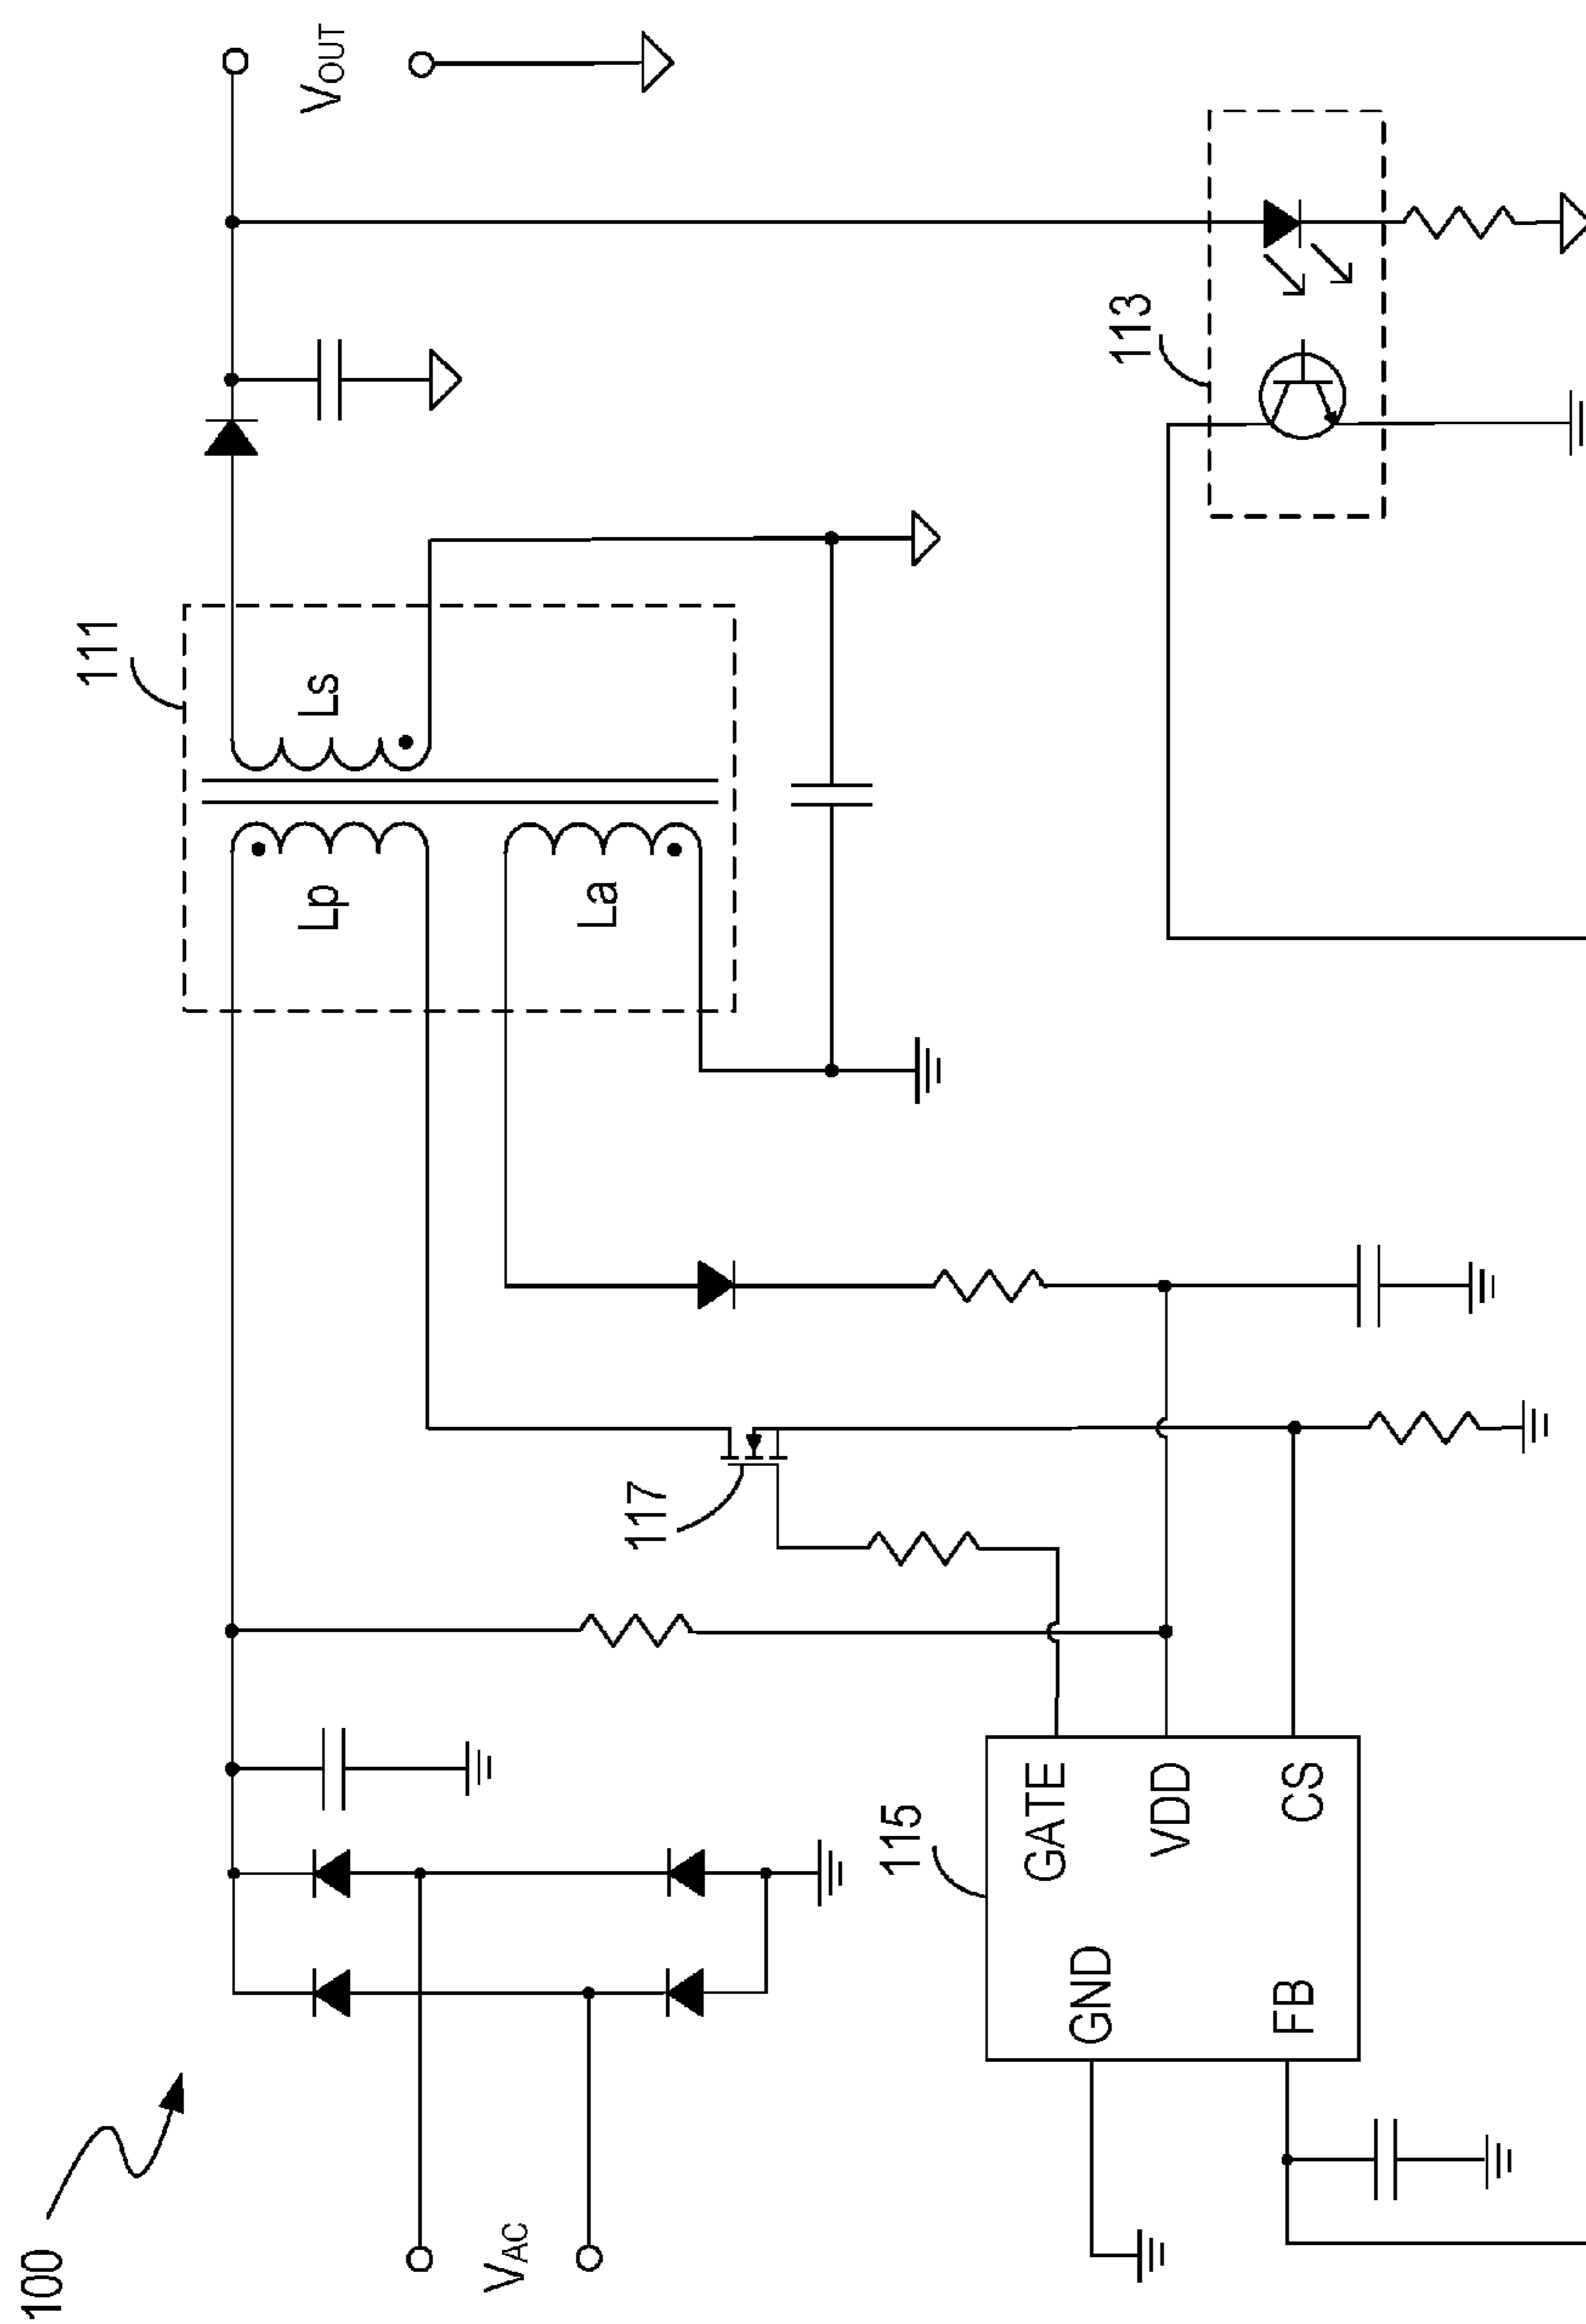 100
111
VOUT
Lp
Ls
VAC
La
117
115
113
GND
GATE
VDD
FB
CS